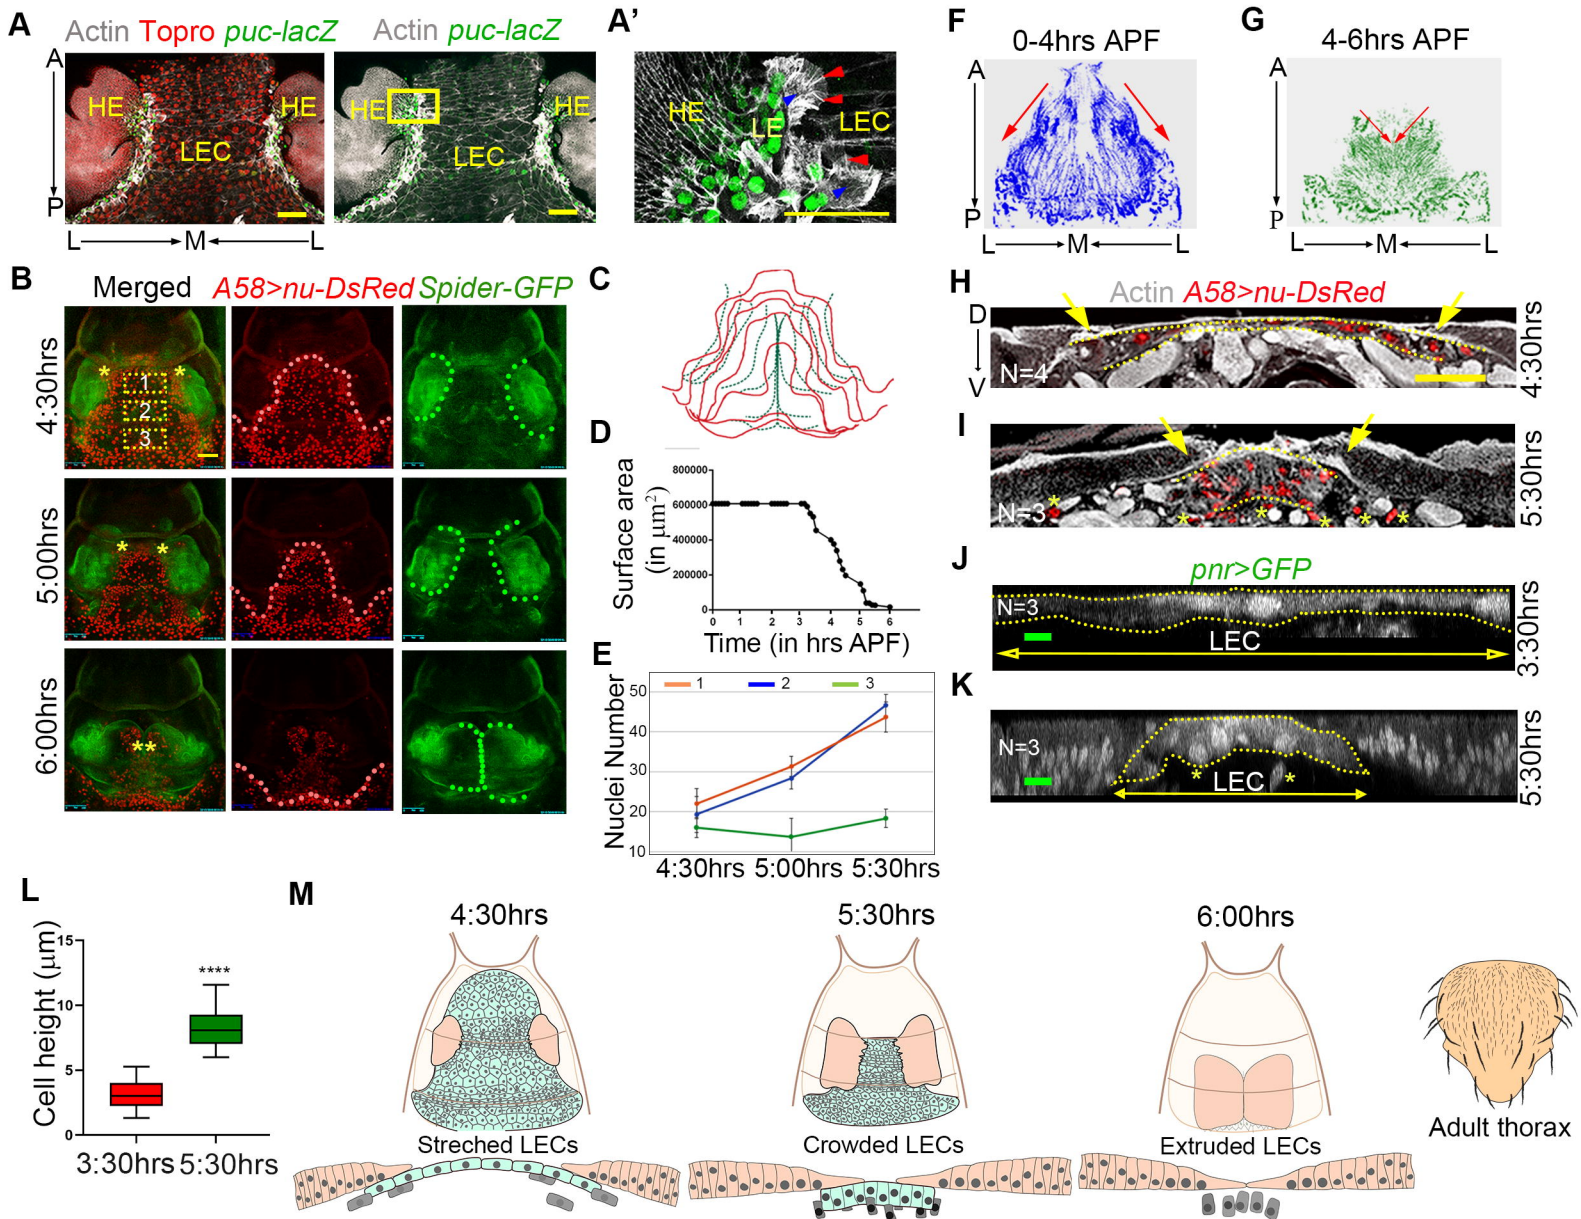 A
Actin Topro puc-lacZ
Actin puc-lacZ
A
P
HE
HE
LEC
HE
HE
LEC
L M L
A'
HE
LE
LEC
F
0-4hrs APF
A
P
L M L
G
4-6hrs APF
A
P
L M L
B
Merged A58>nu-DsRed Spider-GFP
4:30hrs
* *
1
2
3
5:00hrs
* *
6:00hrs
**
C
D
Surface area
(in μm²)
800000
600000
400000
200000
0
0 1 2 3 4 5 6
Time (in hrs APF)
E
Nuclei Number
1 2 3
50
40
30
20
10
4:30hrs 5:00hrs 5:30hrs
H
Actin A58>nu-DsRed
D
V
N=4
4:30hrs
I
N=3
* * * * * *
5:30hrs
J
pnr>GFP
N=3
LEC
3:30hrs
K
N=3
* *
LEC
5:30hrs
L
Cell height (μm)
15
10
5
0
****
3:30hrs 5:30hrs
M
4:30hrs
5:30hrs
6:00hrs
Streched LECs
Crowded LECs
Extruded LECs
Adult thorax